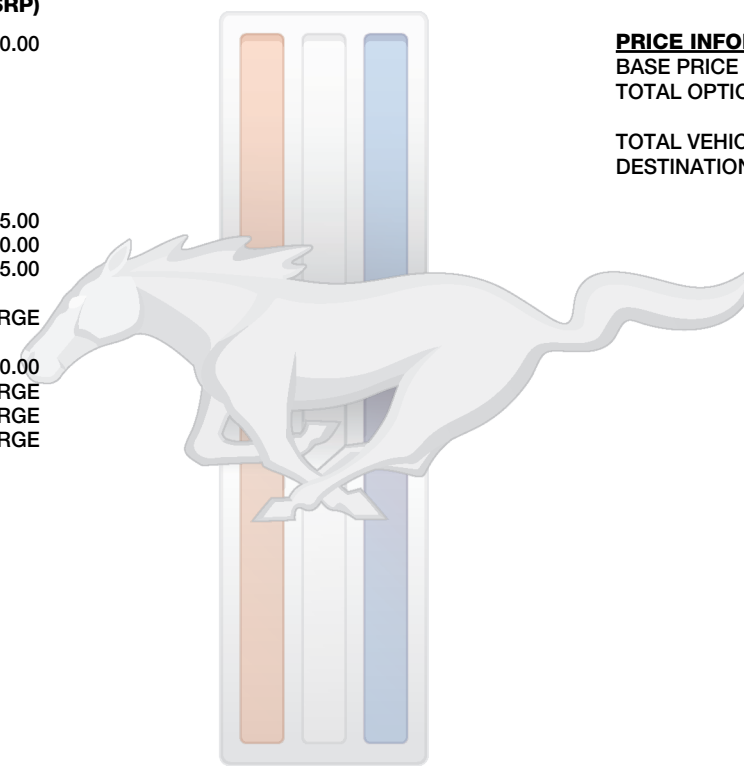 SRP)
0.00
5.00
0.00
5.00
RGE
0.00
RGE
RGE
RGE
PRICE INFO
BASE PRICE
TOTAL OPTIO
TOTAL VEHIC
DESTINATION